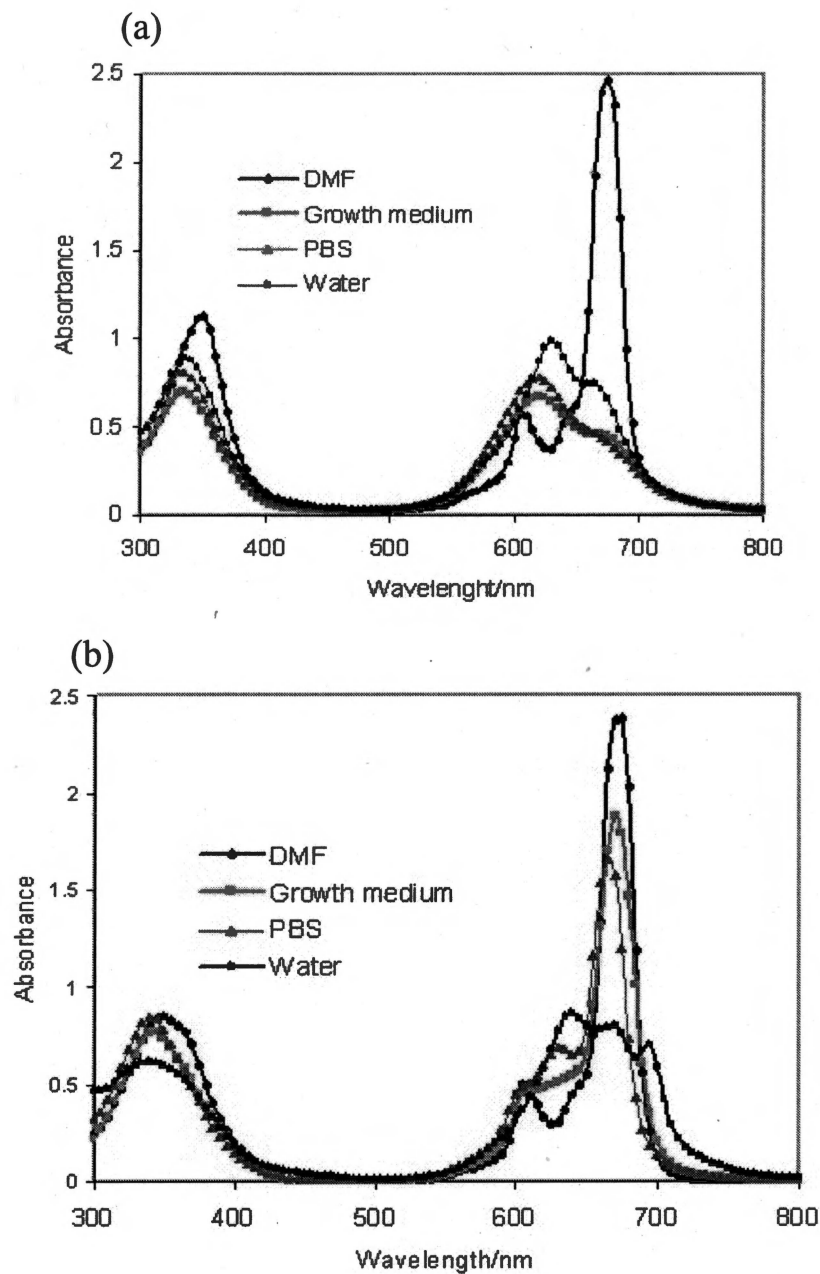 (a)
2.5
2
1.5
1
0.5
0
Absorbance
DMF
Growth medium
PBS
Water
300 400 500 600 700 800
Wavelenght/nm
(b)
2.5
2
1.5
1
0.5
0
Absorbance
DMF
Growth medium
PBS
Water
300 400 500 600 700 800
Wavelength/nm